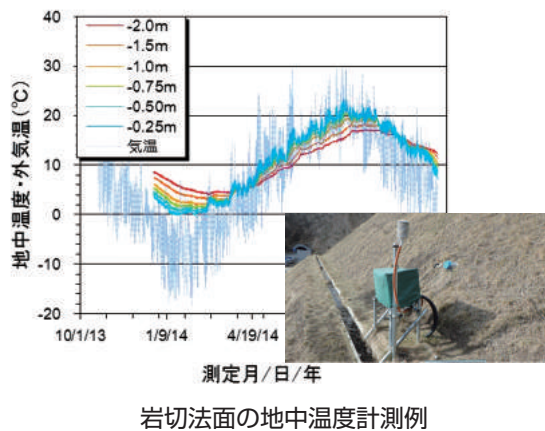 40
30
20
10
0
-10
-20
地中温度・外気温(℃)
-2.0m
-1.5m
-1.0m
-0.75m
-0.50m
-0.25m
気温
10/1/13
1/9/14
4/19/14
測定月/日/年
岩切法面の地中温度計測例